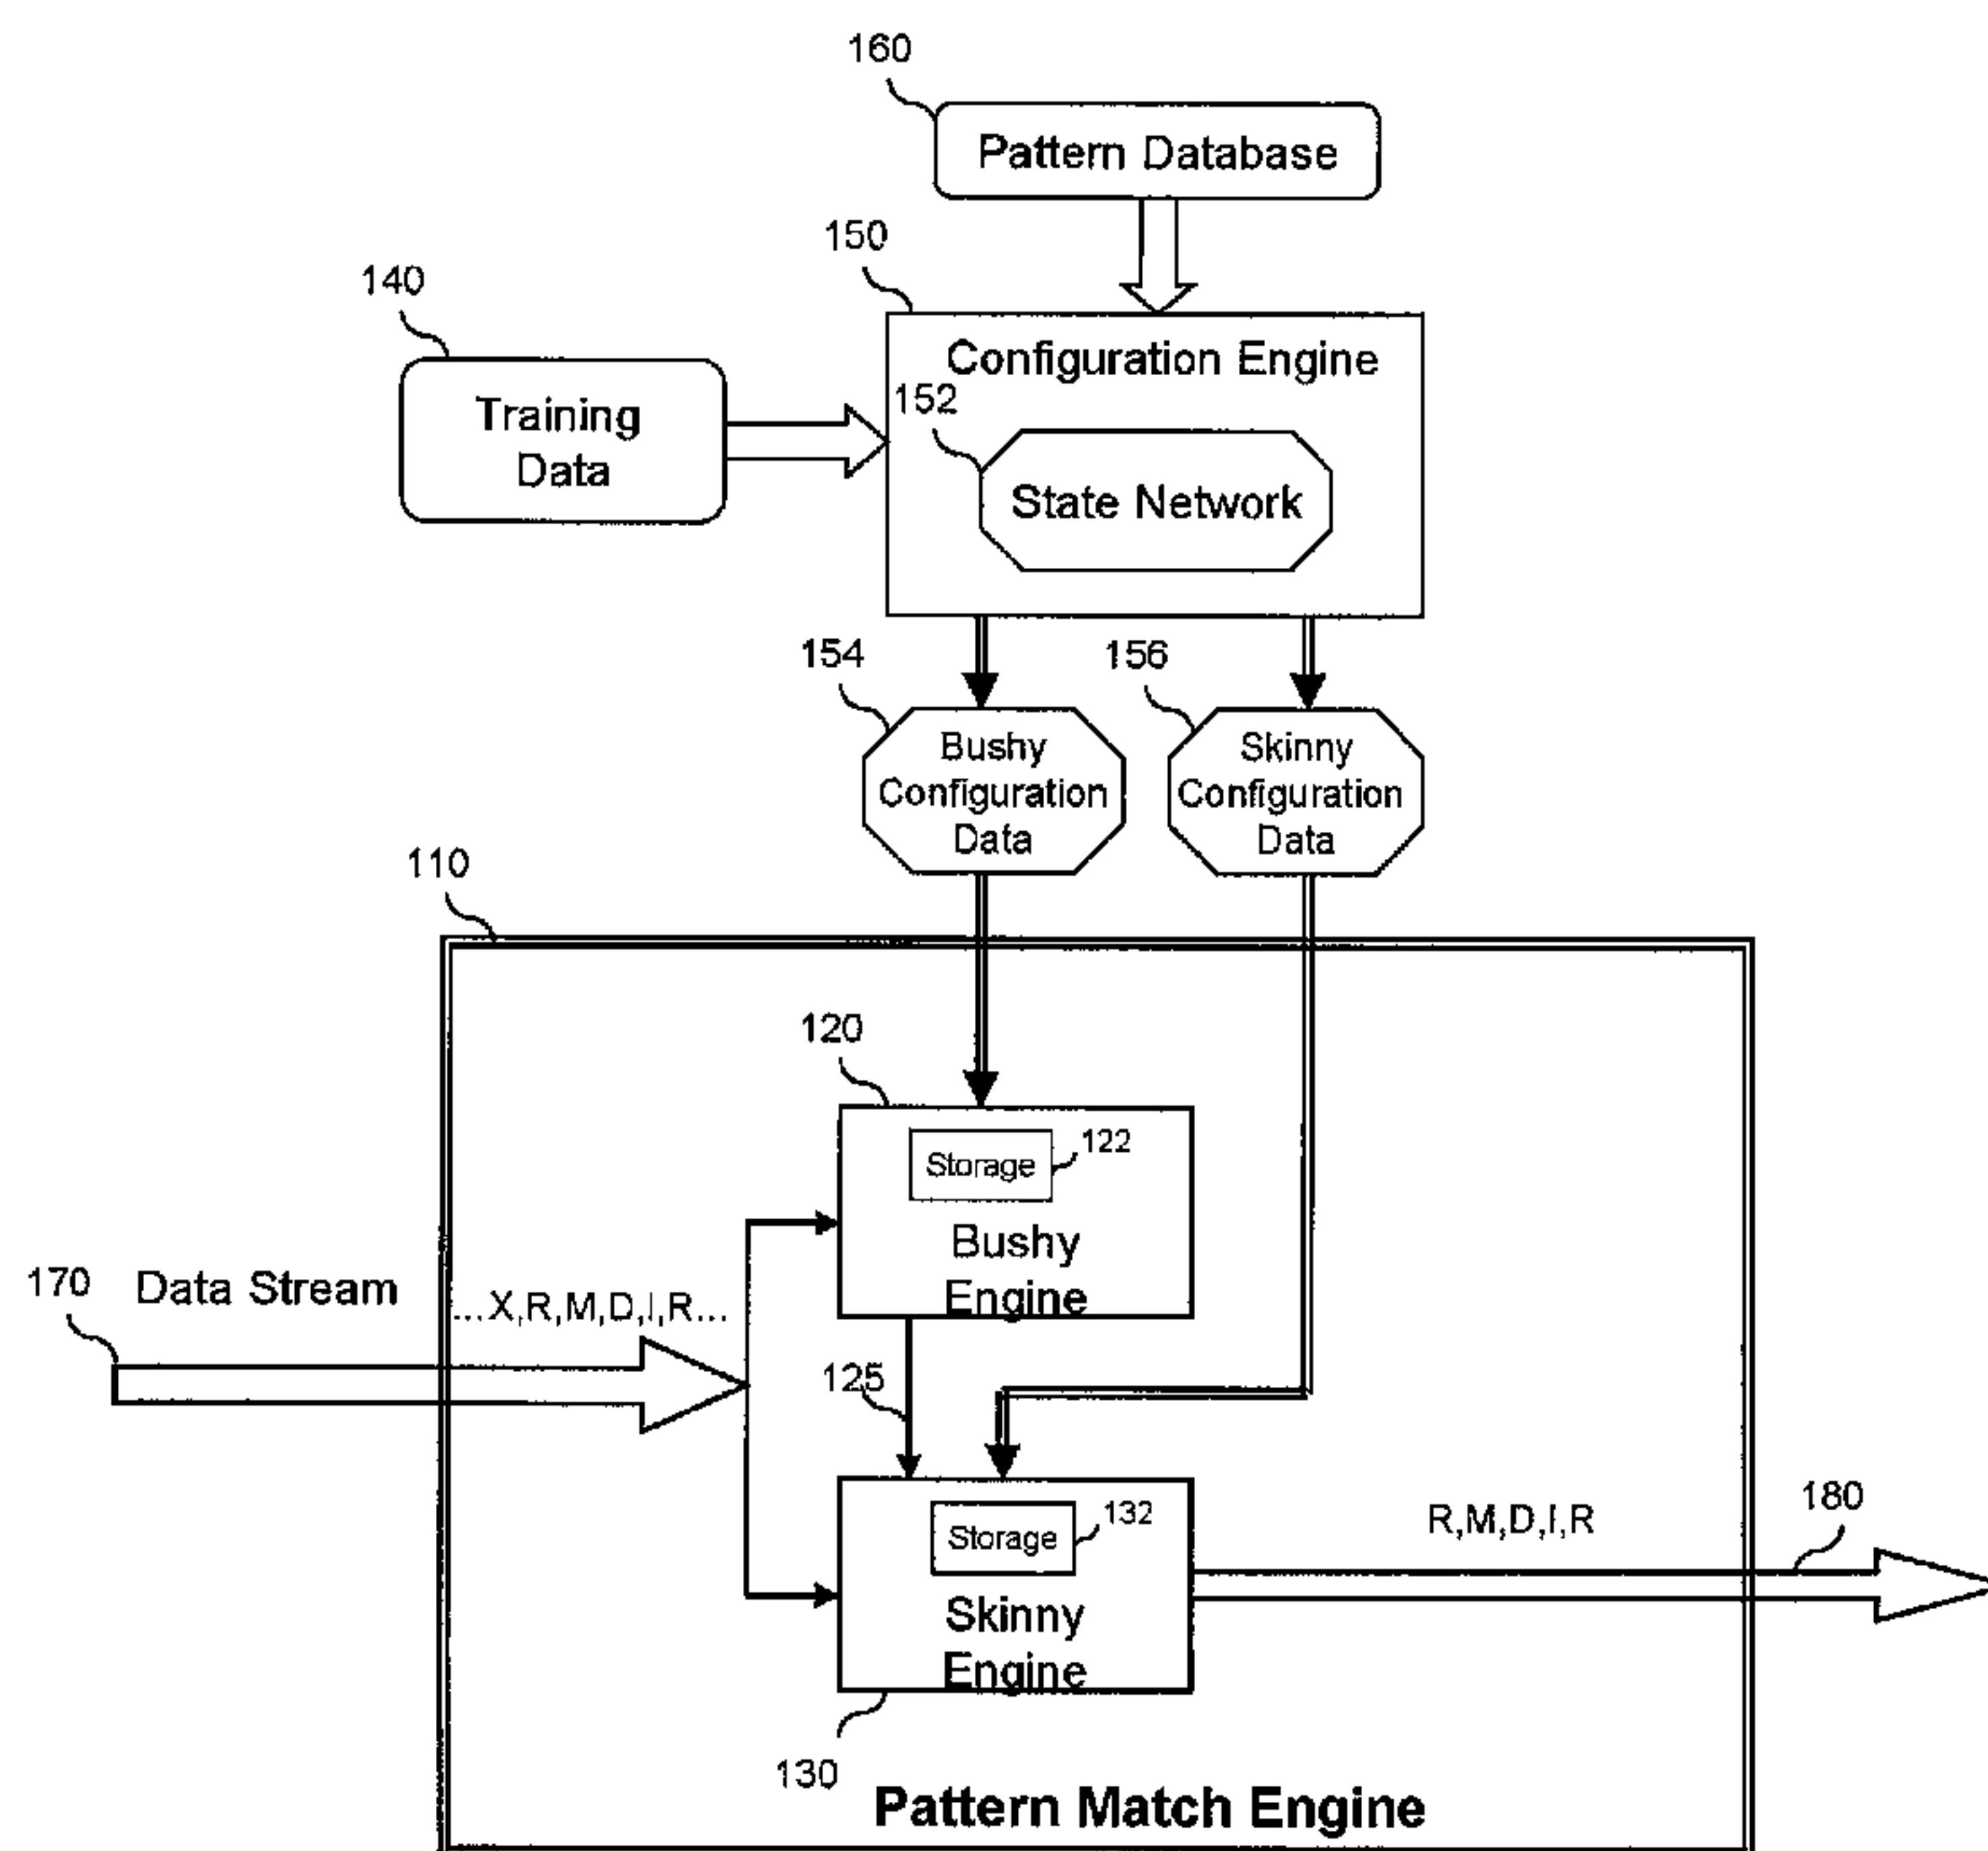 160
Pattern Database
150
140
Configuration Engine
152
Training
Data
State Network
154
156
Bushy
Configuration
Data
Skinny
Configuration
Data
110
120
122
Storage
Bushy
Engine
170
Data Stream
...X,R,M,D,I,R...
125
132
Storage
R,M,D,I,R
180
Skinny
Engine
130
Pattern Match Engine